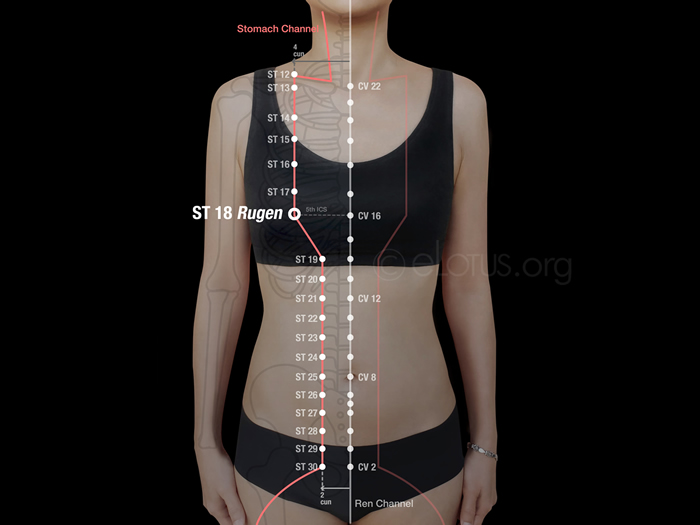 Stomach Channel
4
cun
ST 12
ST 13
CV 22
ST 14
ST 15
ST 16
ST 17
ST 18 Rugen
5th ICS
CV 16
ST 19
© eLotus.org
ST 20
ST 21
CV 12
ST 22
ST 23
ST 24
ST 25
CV 8
ST 26
ST 27
ST 28
ST 29
ST 30
CV 2
2
cun
Ren Channel